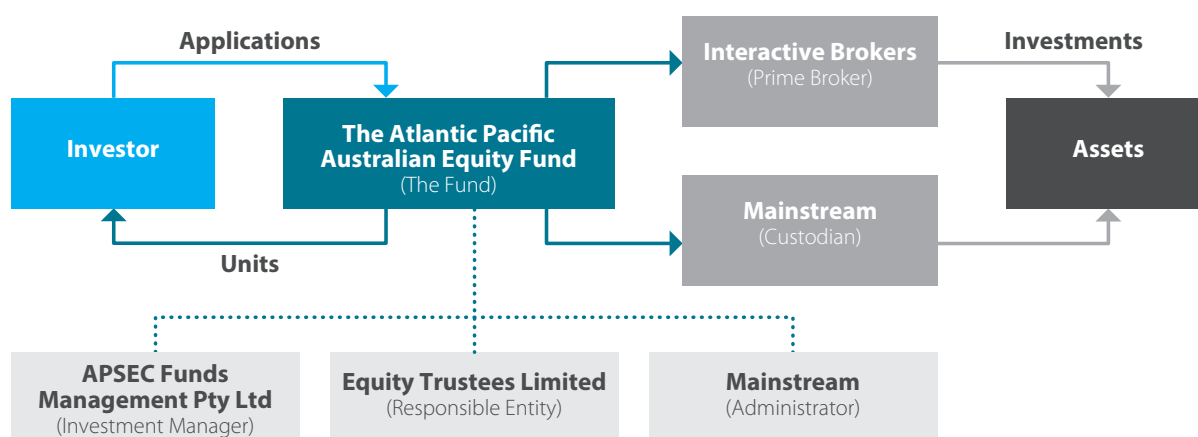 Applications
Interactive Brokers
(Prime Broker)
Investments
Investor
The Atlantic Pacific
Australian Equity Fund
(The Fund)
Assets
Mainstream
(Custodian)
Units
APSEC Funds
Management Pty Ltd
(Investment Manager)
Equity Trustees Limited
(Responsible Entity)
Mainstream
(Administrator)